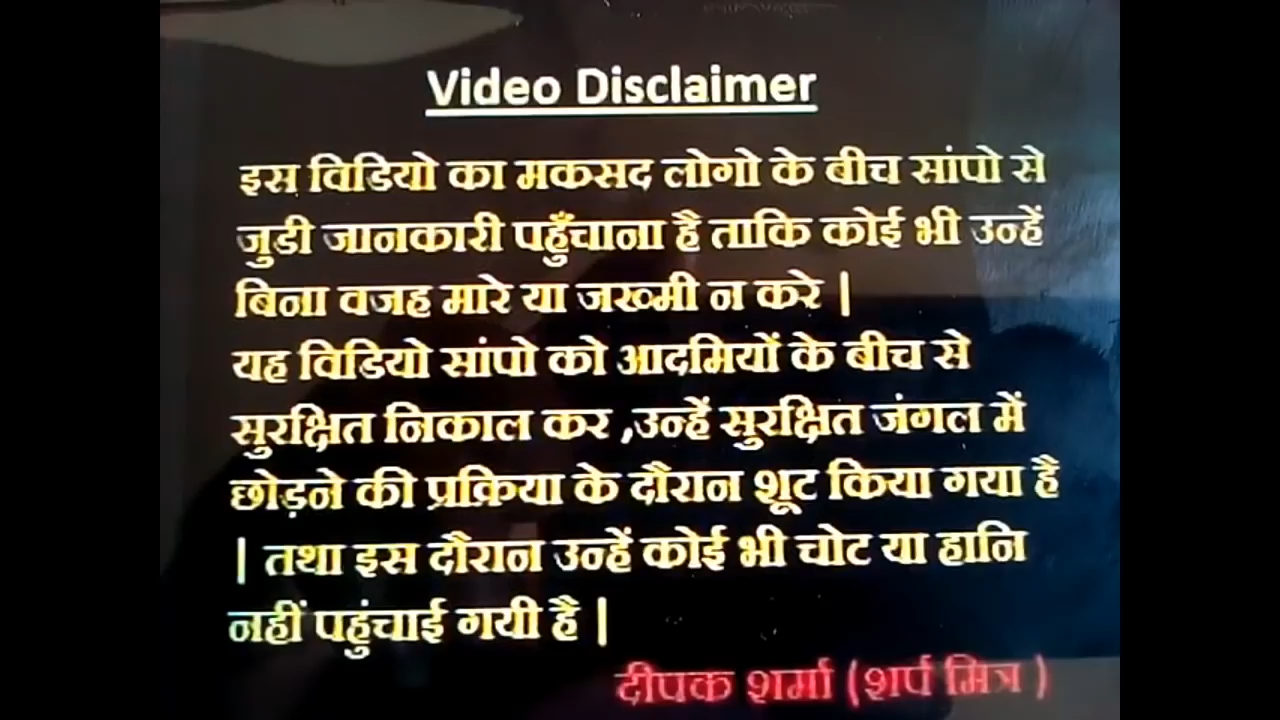 Video Disclaimer
इस विडियो का मकसद लोगो के बीच सांपो से
जुडी जानकारी पहुँचाना है ताकि कोई भी उन्हें
बिना वजह मारे या जख्मी न करे |
यह विडियो सांपो को आदमियों के बीच से
सुरक्षित निकाल कर ,उन्हें सुरक्षित जंगल में
छोड़ने की प्रक्रिया के दौरान शूट किया गया है
| तथा इस दौरान उन्हें कोई भी चोट या हानि
नहीं पहुंचाई गयी है |
दीपक शर्मा (शर्प मित्र )